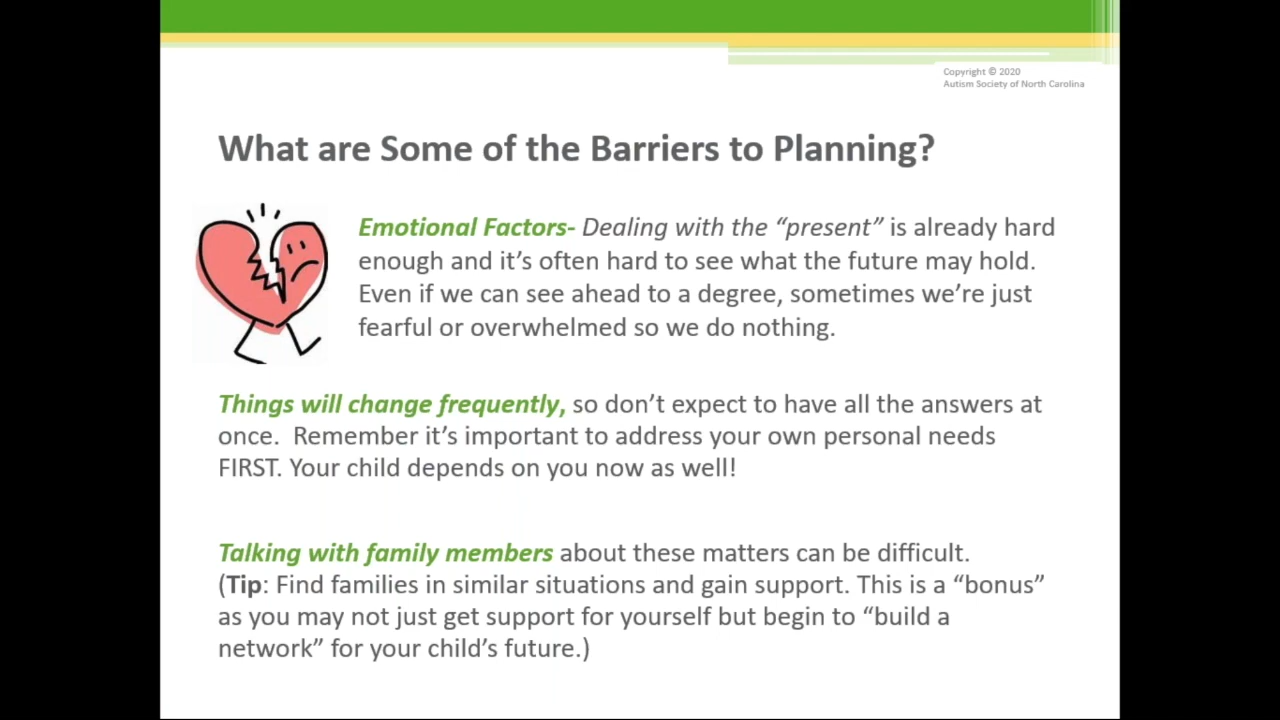 Copyright © 2020
Autism Society of North Carolina
What are Some of the Barriers to Planning?
Emotional Factors- Dealing with the “present” is already hard
enough and it’s often hard to see what the future may hold.
Even if we can see ahead to a degree, sometimes we’re just
fearful or overwhelmed so we do nothing.
Things will change frequently, so don’t expect to have all the answers at
once.  Remember it’s important to address your own personal needs
FIRST. Your child depends on you now as well!
Talking with family members about these matters can be difficult.
(Tip: Find families in similar situations and gain support. This is a “bonus”
as you may not just get support for yourself but begin to “build a
network” for your child’s future.)